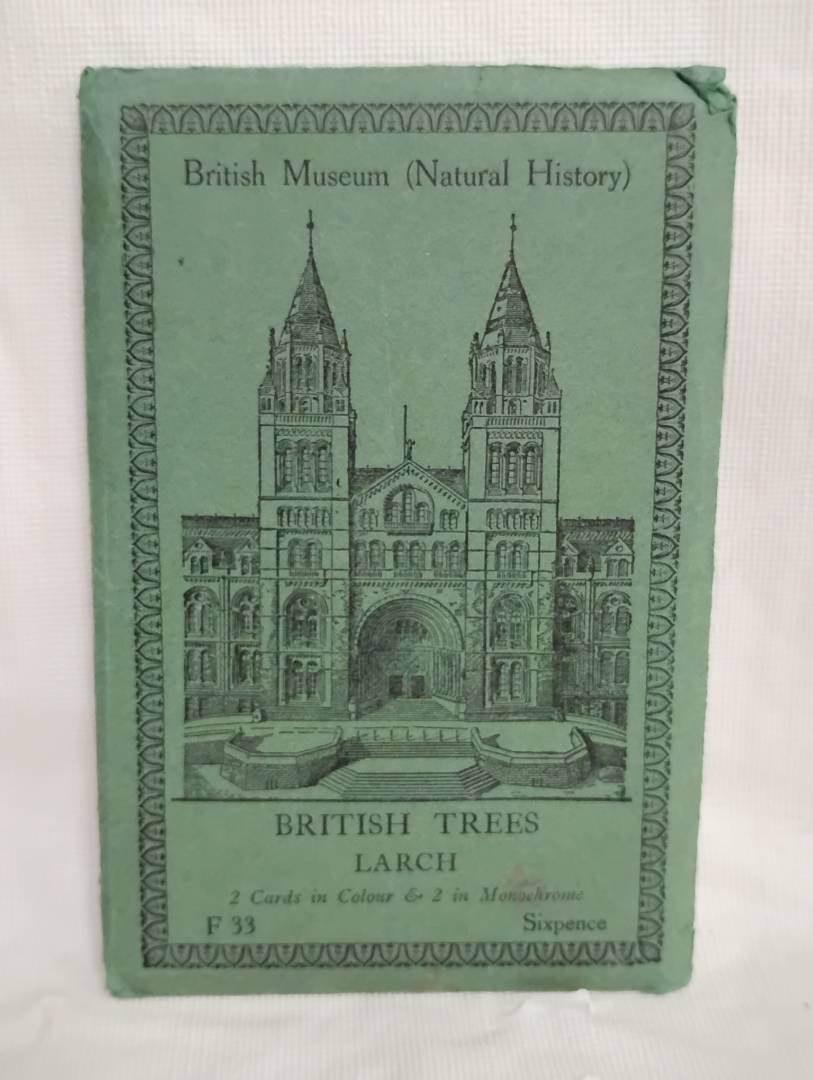 British Museum (Natural History)
BRITISH TREES
LARCH
2 Cards in Colour & 2 in Monochrome
F 33
Sixpence